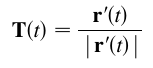 T(t) = r′(t) / | r′(t) |